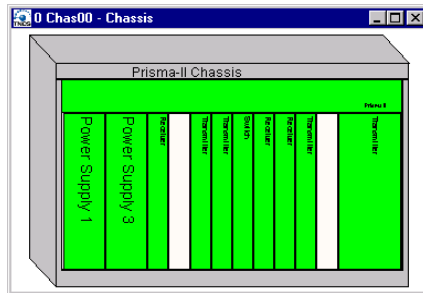 TNCS
0 Chas00 - Chassis
Prisma-II Chassis
Prisma II
Power Supply 1
Power Supply 3
Receiver
Transmitter
Transmitter
Switch
Receiver
Receiver
Transmitter
Transmitter